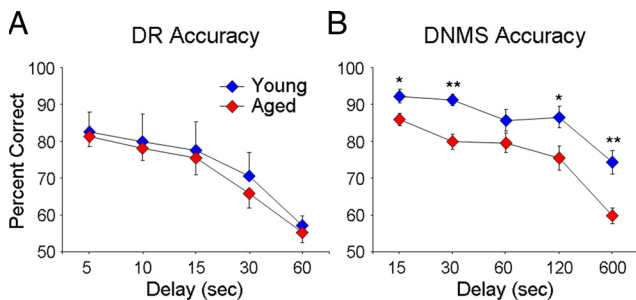 A
DR Accuracy
100
90
80
70
60
50
Percent Correct
Young
Aged
5 10 15 30 60
Delay (sec)
B
DNMS Accuracy
100
90
80
70
60
50
* ** * **
15 30 60 120 600
Delay (sec)